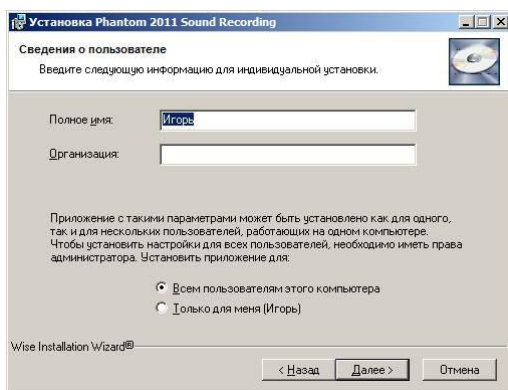 Установка Phantom 2011 Sound Recording
Сведения о пользователе
Введите следующую информацию для индивидуальной установки.
Полное имя:
Игорь
Организация:
Приложение с такими параметрами может быть установлено как для одного,
так и для нескольких пользователей, работающих на одном компьютере.
Чтобы установить настройки для всех пользователей, необходимо иметь права
администратора. Установить приложение для:
Всем пользователям этого компьютера
Только для меня (Игорь)
Wise Installation Wizard®
< Назад
Далее >
Отмена